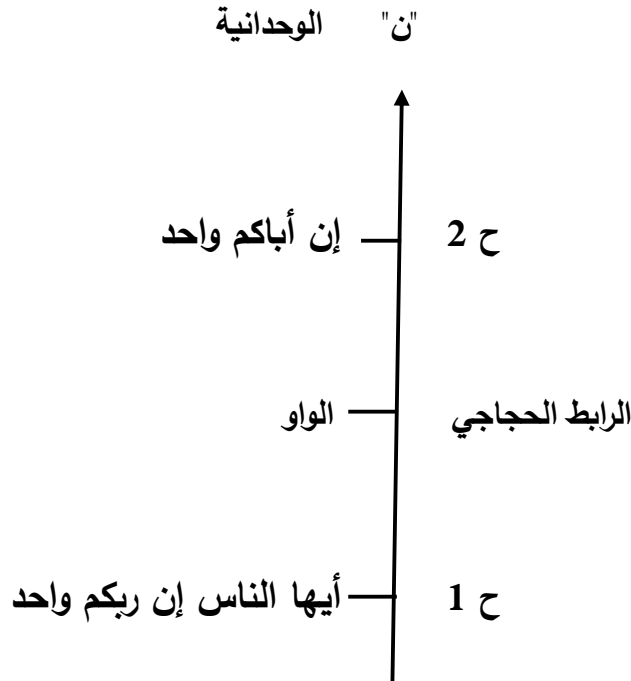 "ن" الوحدانية
ح 2 إن أباكم واحد
الرابط الحجاجي الواو
ح 1 أيها الناس إن ربكم واحد